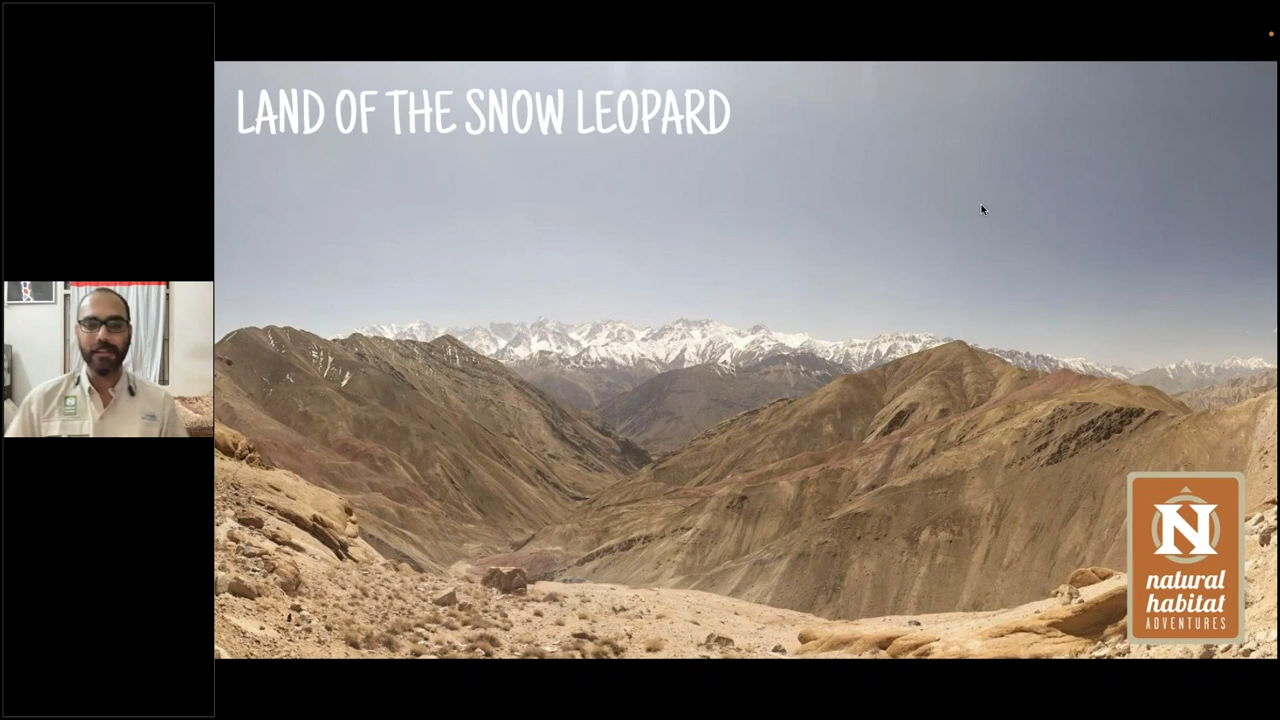 LAND OF THE SNOW LEOPARD
N
natural
habitat
ADVENTURES